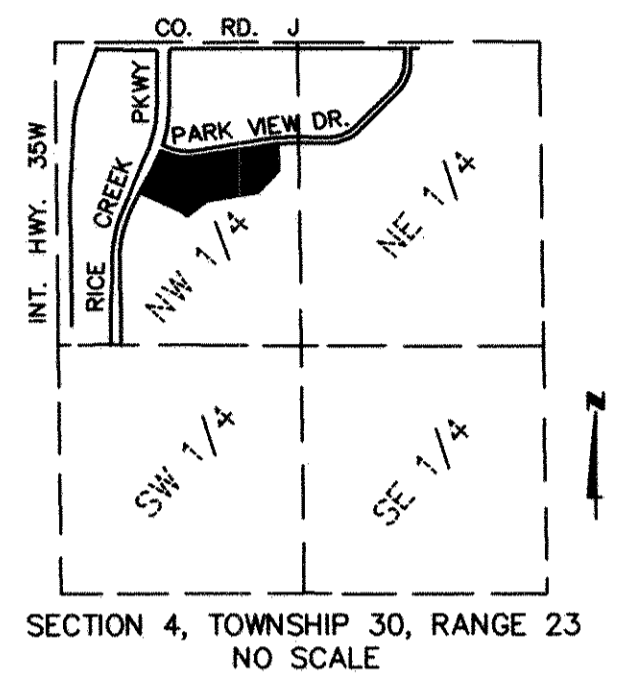 CO. RD. J
PKWY
PARK VIEW DR.
INT. HWY. 35W
CREEK
RICE
NW 1/4
NE 1/4
SW 1/4
SE 1/4
N
SECTION 4, TOWNSHIP 30, RANGE 23
NO SCALE